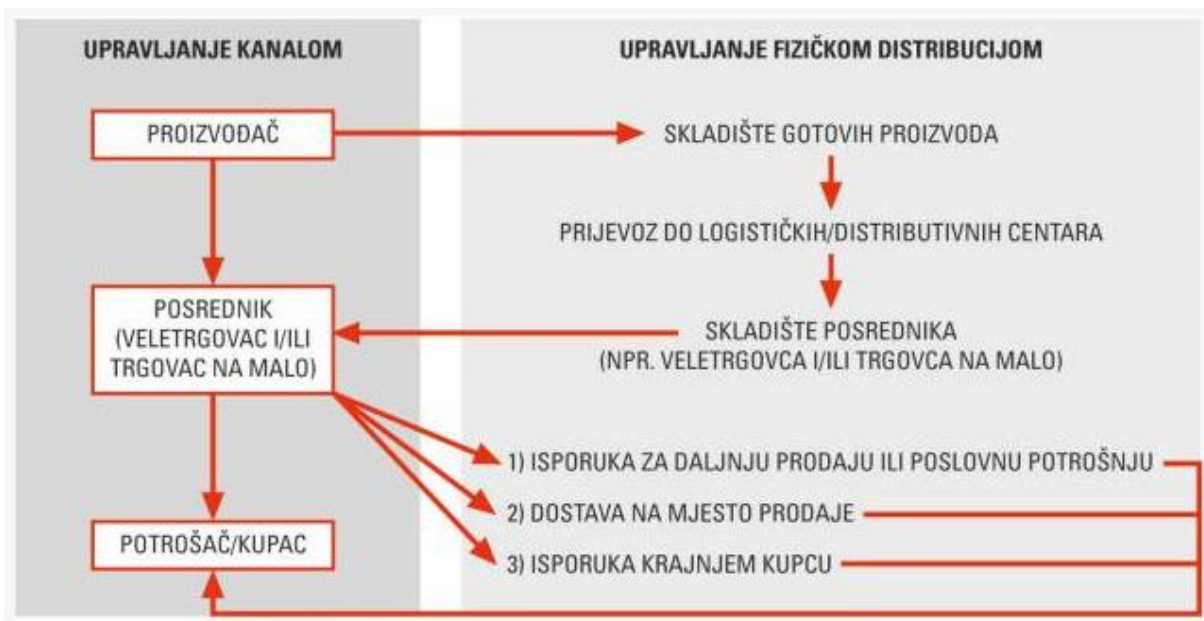 UPRAVLJANJE KANALOM
UPRAVLJANJE FIZIČKOM DISTRIBUCIJOM
PROIZVOĐAČ
SKLADIŠTE GOTOVIH PROIZVODA
PRIJEVOZ DO LOGISTIČKIH/DISTRIBUTIVNIH CENTARA
POSREDNIK
(VELETRGOVAC I/ILI
TRGOVAC NA MALO)
SKLADIŠTE POSREDNIKA
(NPR. VELETRGOVCA I/ILI TRGOVCA NA MALO)
1) ISPORUKA ZA DALJNJU PRODAJU ILI POSLOVNU POTROŠNJU
2) DOSTAVA NA MJESTO PRODAJE
3) ISPORUKA KRAJNJEM KUPCU
POTROŠAČ/KUPAC